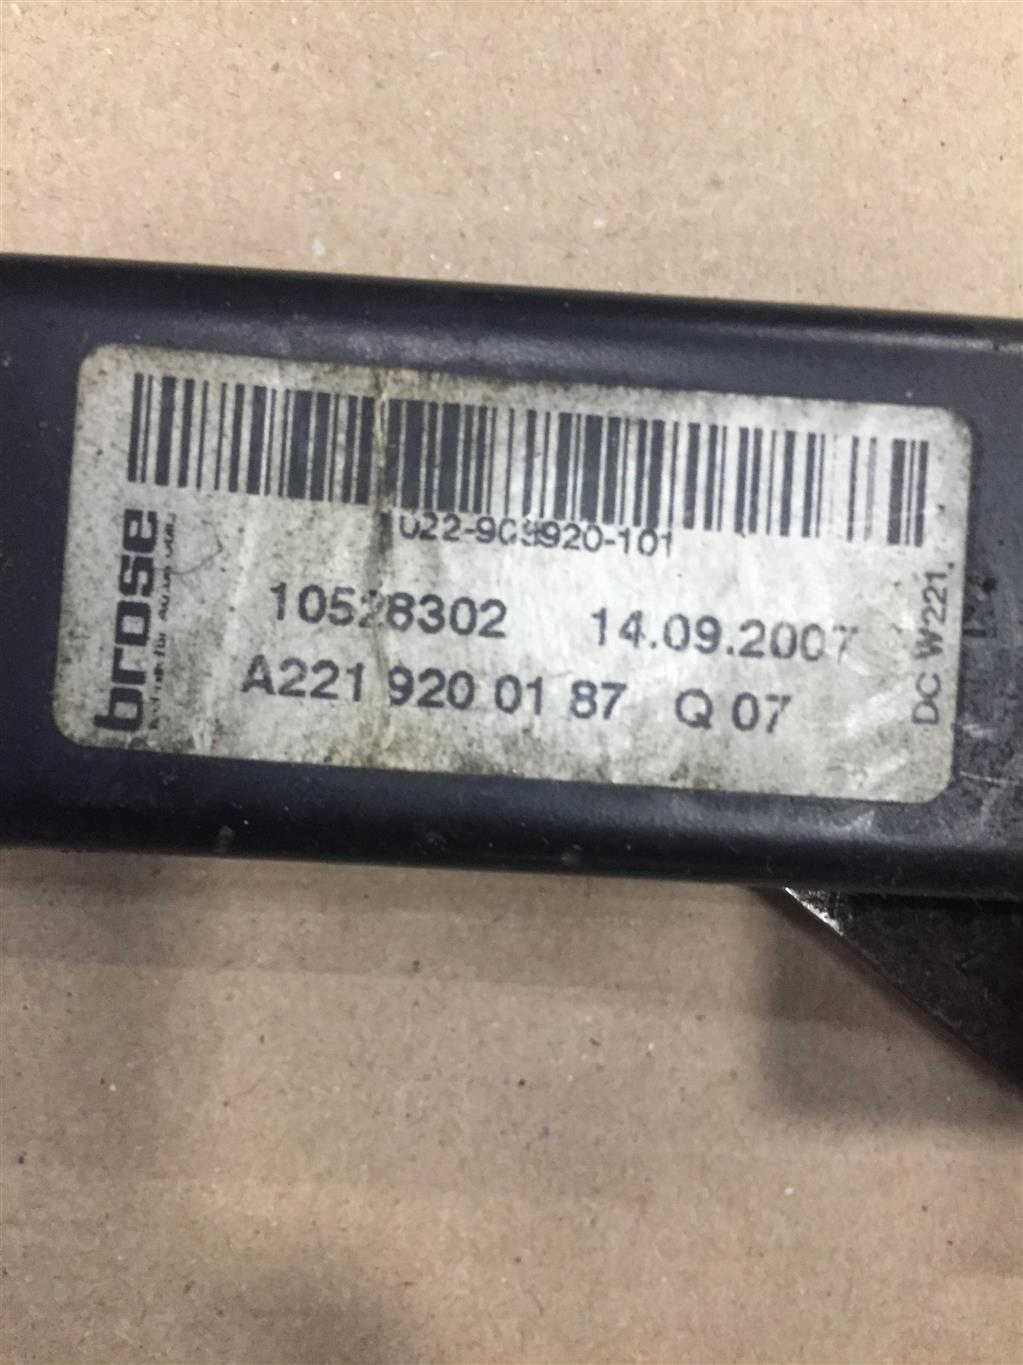 022-909920-101
10528302 14.09.2007
A221 920 01 87 Q 07
brose
DC W221